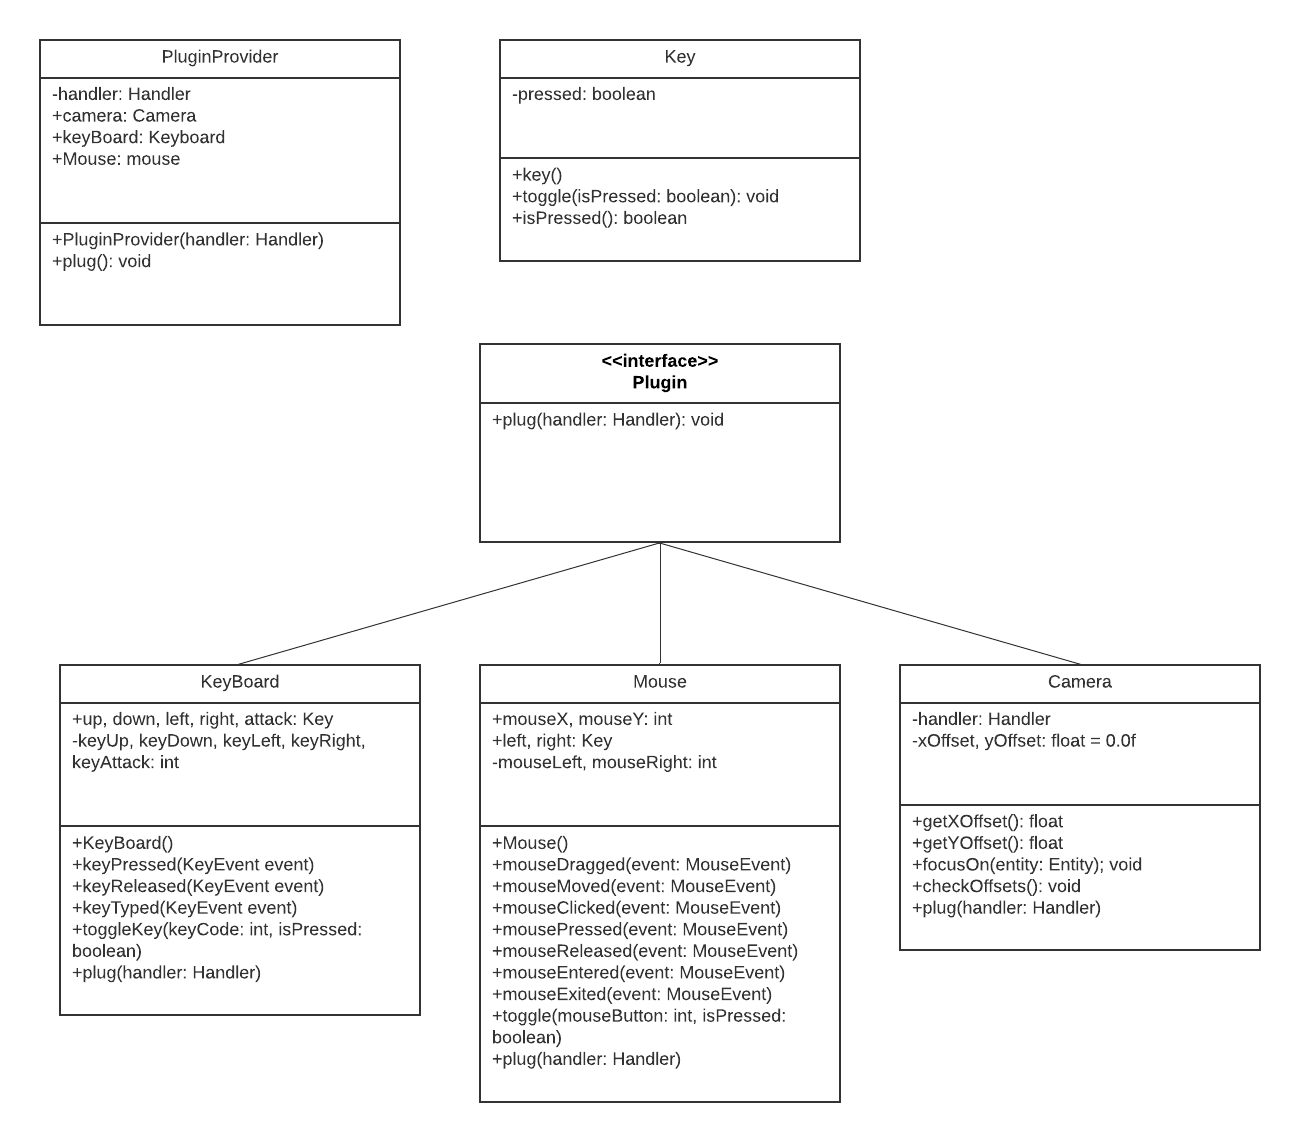 PluginProvider
-handler: Handler
+camera: Camera
+keyBoard: Keyboard
+Mouse: mouse
+PluginProvider(handler: Handler)
+plug(): void
Key
-pressed: boolean
+key()
+toggle(isPressed: boolean): void
+isPressed(): boolean
<<interface>>
Plugin
+plug(handler: Handler): void
KeyBoard
+up, down, left, right, attack: Key
-keyUp, keyDown, keyLeft, keyRight,
keyAttack: int
+KeyBoard()
+keyPressed(KeyEvent event)
+keyReleased(KeyEvent event)
+keyTyped(KeyEvent event)
+toggleKey(keyCode: int, isPressed:
boolean)
+plug(handler: Handler)
Mouse
+mouseX, mouseY: int
+left, right: Key
-mouseLeft, mouseRight: int
+Mouse()
+mouseDragged(event: MouseEvent)
+mouseMoved(event: MouseEvent)
+mouseClicked(event: MouseEvent)
+mousePressed(event: MouseEvent)
+mouseReleased(event: MouseEvent)
+mouseEntered(event: MouseEvent)
+mouseExited(event: MouseEvent)
+toggle(mouseButton: int, isPressed:
boolean)
+plug(handler: Handler)
Camera
-handler: Handler
-xOffset, yOffset: float = 0.0f
+getXOffset(): float
+getYOffset(): float
+focusOn(entity: Entity); void
+checkOffsets(): void
+plug(handler: Handler)